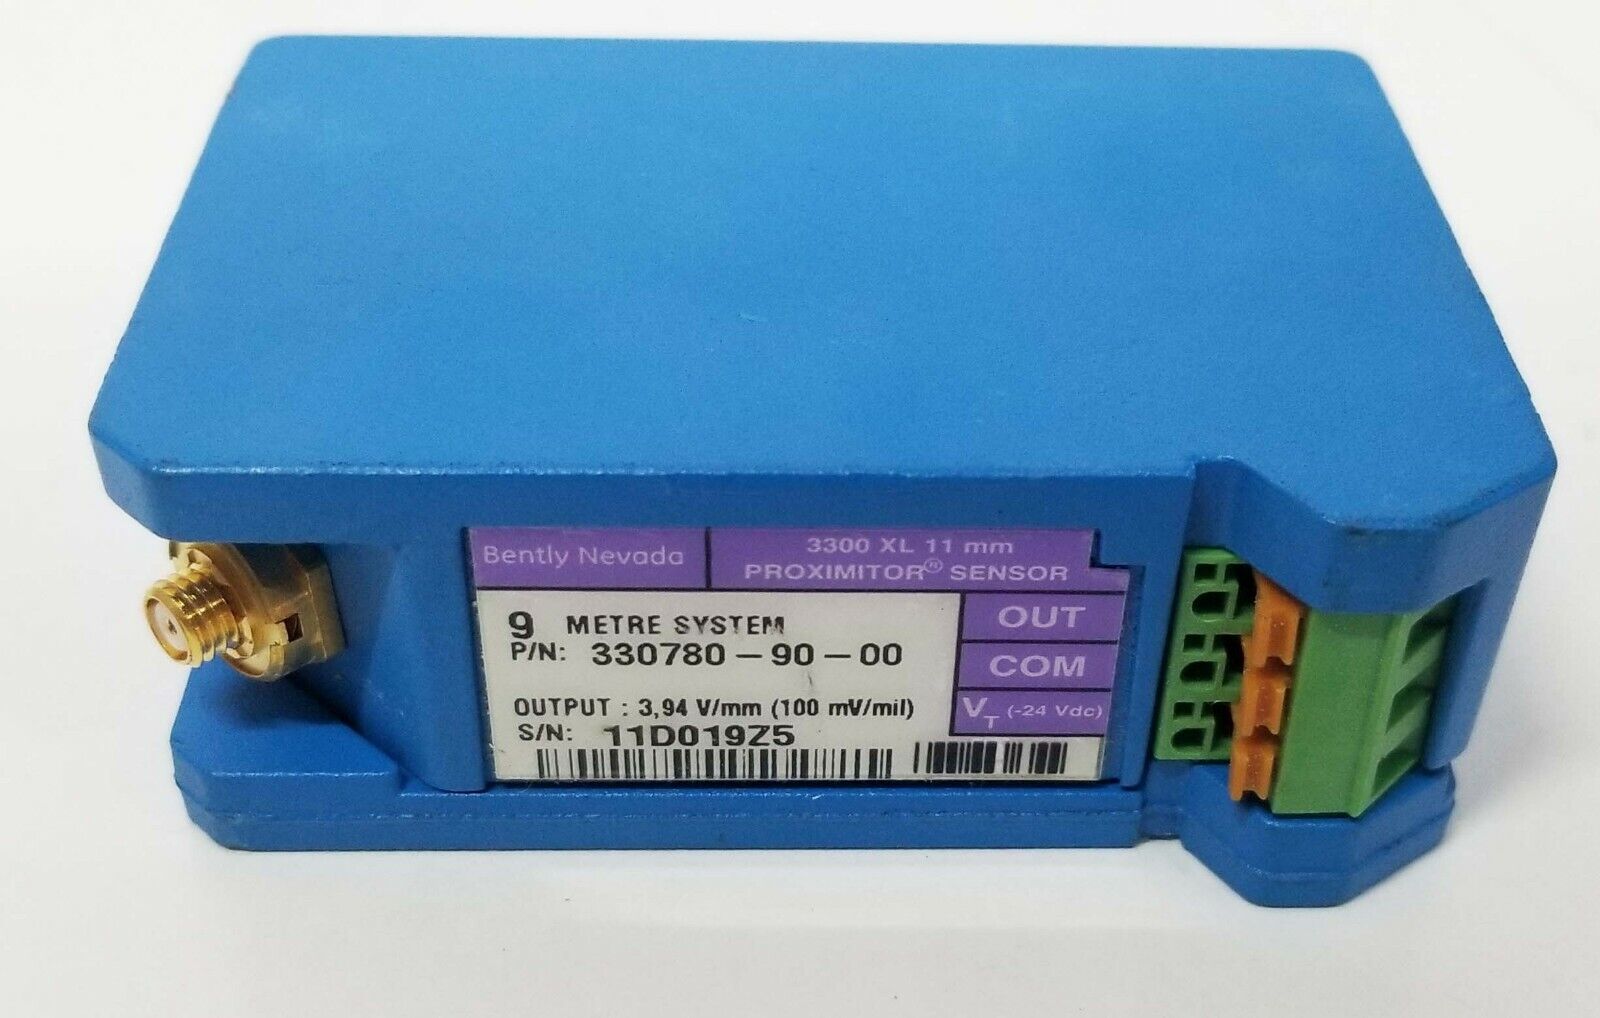 Bently Nevada
3300 XL 11 mm
PROXIMITOR® SENSOR
9 METRE SYSTEM
P/N: 330780-90-00
OUTPUT : 3,94 V/mm (100 mV/mil)
S/N: 11D019Z5
OUT
COM
VT (-24 Vdc)